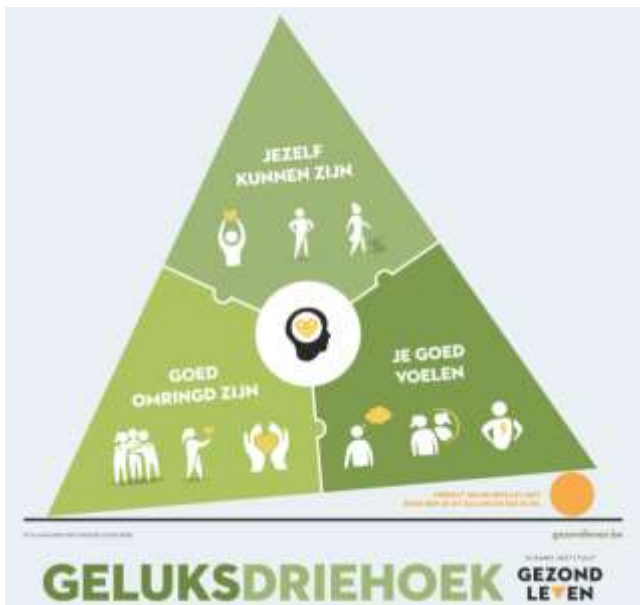 JEZELF
KUNNEN ZIJN
GOED
OMRINGD ZIJN
JE GOED
VOELEN
gezondleven.be
GELUKSDRIEHOEK
VLAAMS INSTITUUT
GEZOND
LEVEN